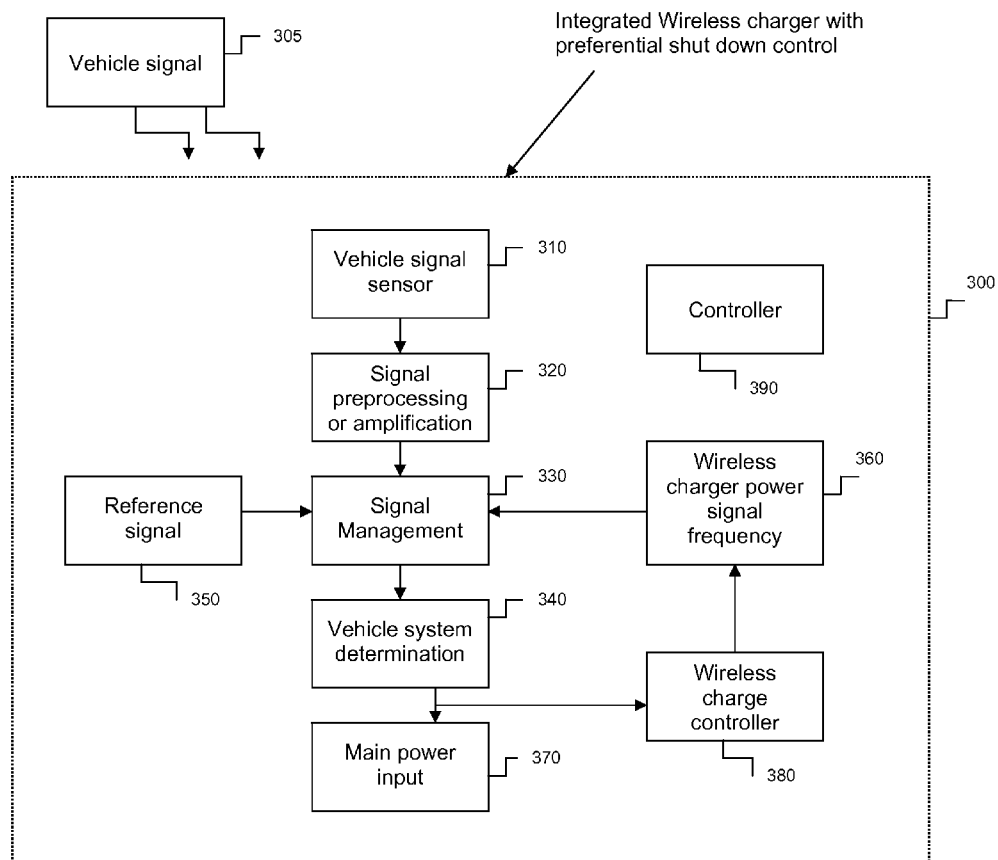 Integrated Wireless charger with
preferential shut down control
Vehicle signal
305
300
Vehicle signal
sensor
310
Controller
390
Signal
preprocessing
or amplification
320
Signal
Management
330
Reference
signal
350
Wireless
charger power
signal
frequency
360
Vehicle system
determination
340
Wireless
charge
controller
380
Main power
input
370